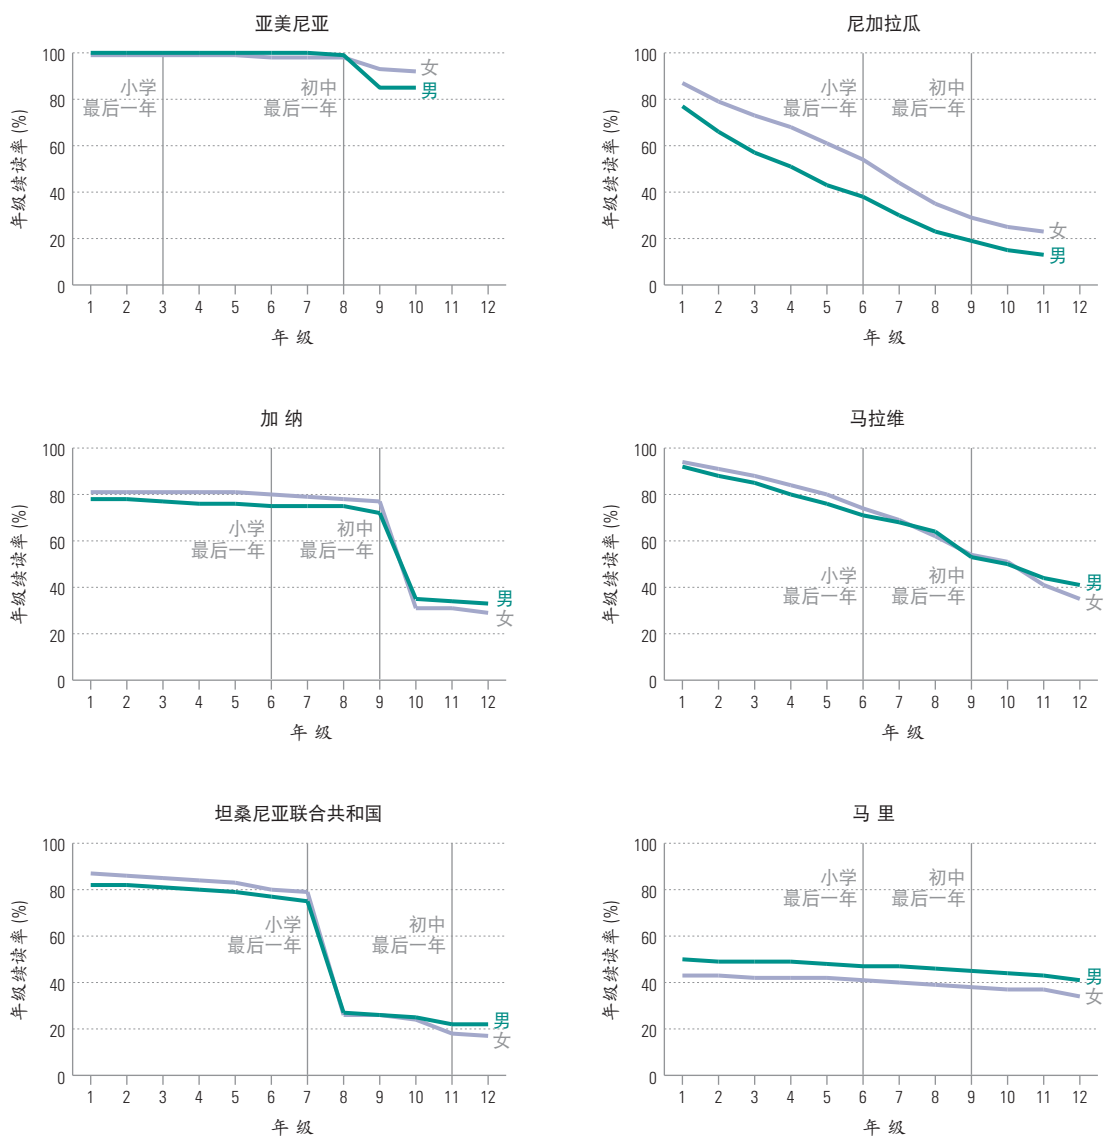 亚美尼亚
100
80
60
40
20
0
年级续读率 (%)
小学
最后一年
初中
最后一年
女
男
1 2 3 4 5 6 7 8 9 10 11 12
年 级
尼加拉瓜
100
80
60
40
20
0
年级续读率 (%)
小学
最后一年
初中
最后一年
女
男
1 2 3 4 5 6 7 8 9 10 11 12
年 级
加 纳
100
80
60
40
20
0
年级续读率 (%)
小学
最后一年
初中
最后一年
男
女
1 2 3 4 5 6 7 8 9 10 11 12
年 级
马拉维
100
80
60
40
20
0
年级续读率 (%)
小学
最后一年
初中
最后一年
男
女
1 2 3 4 5 6 7 8 9 10 11 12
年 级
坦桑尼亚联合共和国
100
80
60
40
20
0
年级续读率 (%)
小学
最后一年
初中
最后一年
男
女
1 2 3 4 5 6 7 8 9 10 11 12
年 级
马 里
100
80
60
40
20
0
年级续读率 (%)
小学
最后一年
初中
最后一年
男
女
1 2 3 4 5 6 7 8 9 10 11 12
年 级